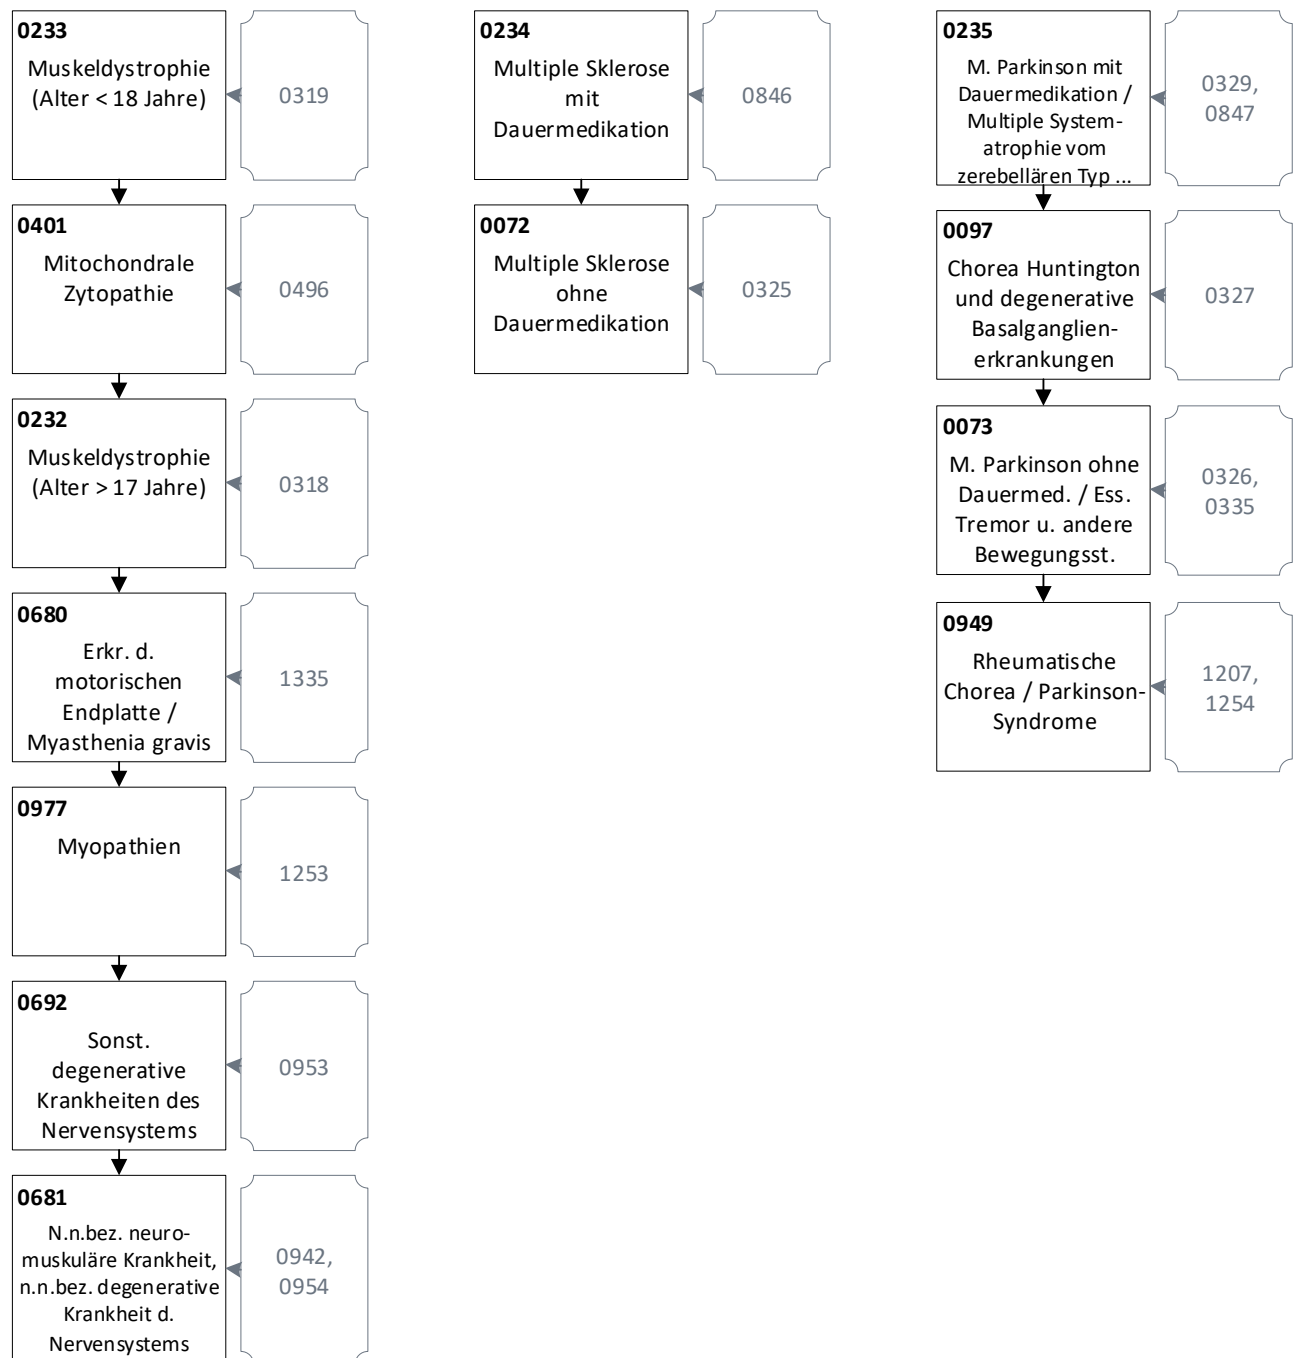 0233
Muskeldystrophie
(Alter < 18 Jahre)
0319
0401
Mitochondrale
Zytopathie
0496
0232
Muskeldystrophie
(Alter > 17 Jahre)
0318
0680
Erkr. d.
motorischen
Endplatte /
Myasthenia gravis
1335
0977
Myopathien
1253
0692
Sonst.
degenerative
Krankheiten des
Nervensystems
0953
0681
N.n.bez. neuro-
muskuläre Krankheit,
n.n.bez. degenerative
Krankheit d.
Nervensystems
0942,
0954
0234
Multiple Sklerose
mit
Dauermedikation
0846
0072
Multiple Sklerose
ohne
Dauermedikation
0325
0235
M. Parkinson mit
Dauermedikation /
Multiple System-
atrophie vom
zerebellären Typ ...
0329,
0847
0097
Chorea Huntington
und degenerative
Basalganglien-
erkrankungen
0327
0073
M. Parkinson ohne
Dauermed. / Ess.
Tremor u. andere
Bewegungsst.
0326,
0335
0949
Rheumatische
Chorea / Parkinson-
Syndrome
1207,
1254